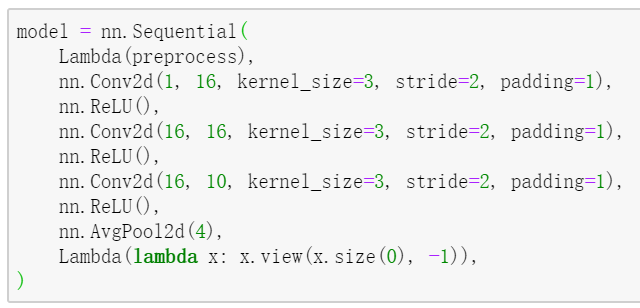 model = nn.Sequential(
    Lambda(preprocess),
    nn.Conv2d(1, 16, kernel_size=3, stride=2, padding=1),
    nn.ReLU(),
    nn.Conv2d(16, 16, kernel_size=3, stride=2, padding=1),
    nn.ReLU(),
    nn.Conv2d(16, 10, kernel_size=3, stride=2, padding=1),
    nn.ReLU(),
    nn.AvgPool2d(4),
    Lambda(lambda x: x.view(x.size(0), -1)),
)